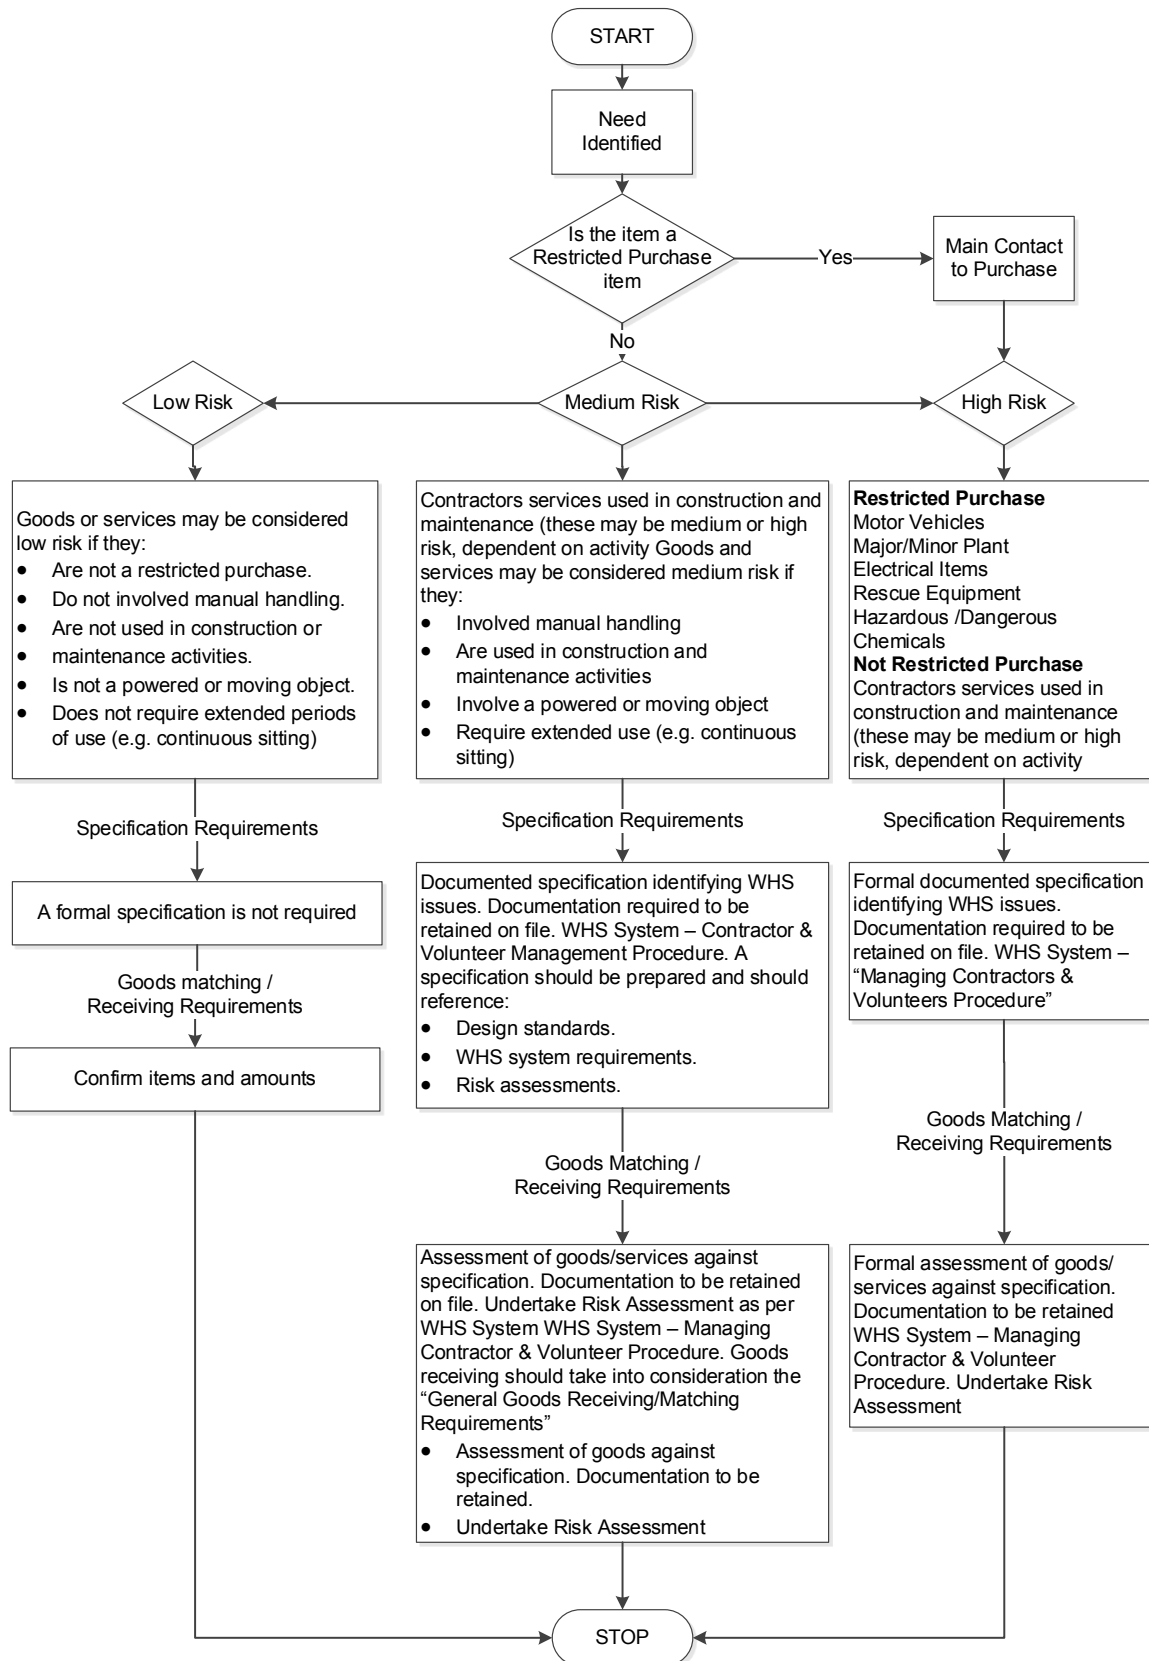 START
Need
Identified
Is the item a
Restricted Purchase
item
Yes
Main Contact
to Purchase
No
Low Risk
Medium Risk
High Risk
Goods or services may be considered
low risk if they:
• Are not a restricted purchase.
• Do not involved manual handling.
• Are not used in construction or
• maintenance activities.
• Is not a powered or moving object.
• Does not require extended periods
of use (e.g. continuous sitting)
Contractors services used in construction and
maintenance (these may be medium or high
risk, dependent on activity Goods and
services may be considered medium risk if
they:
• Involved manual handling
• Are used in construction and
maintenance activities
• Involve a powered or moving object
• Require extended use (e.g. continuous
sitting)
Restricted Purchase
Motor Vehicles
Major/Minor Plant
Electrical Items
Rescue Equipment
Hazardous /Dangerous
Chemicals
Not Restricted Purchase
Contractors services used in
construction and maintenance
(these may be medium or high
risk, dependent on activity
Specification Requirements
Specification Requirements
Specification Requirements
A formal specification is not required
Documented specification identifying WHS
issues. Documentation required to be
retained on file. WHS System – Contractor &
Volunteer Management Procedure. A
specification should be prepared and should
reference:
• Design standards.
• WHS system requirements.
• Risk assessments.
Formal documented specification
identifying WHS issues.
Documentation required to be
retained on file. WHS System –
“Managing Contractors &
Volunteers Procedure”
Goods matching /
Receiving Requirements
Confirm items and amounts
Goods Matching /
Receiving Requirements
Goods Matching /
Receiving Requirements
Assessment of goods/services against
specification. Documentation to be retained
on file. Undertake Risk Assessment as per
WHS System WHS System – Managing
Contractor & Volunteer Procedure. Goods
receiving should take into consideration the
“General Goods Receiving/Matching
Requirements”
• Assessment of goods against
specification. Documentation to be
retained.
• Undertake Risk Assessment
Formal assessment of goods/
services against specification.
Documentation to be retained
WHS System – Managing
Contractor & Volunteer
Procedure. Undertake Risk
Assessment
STOP